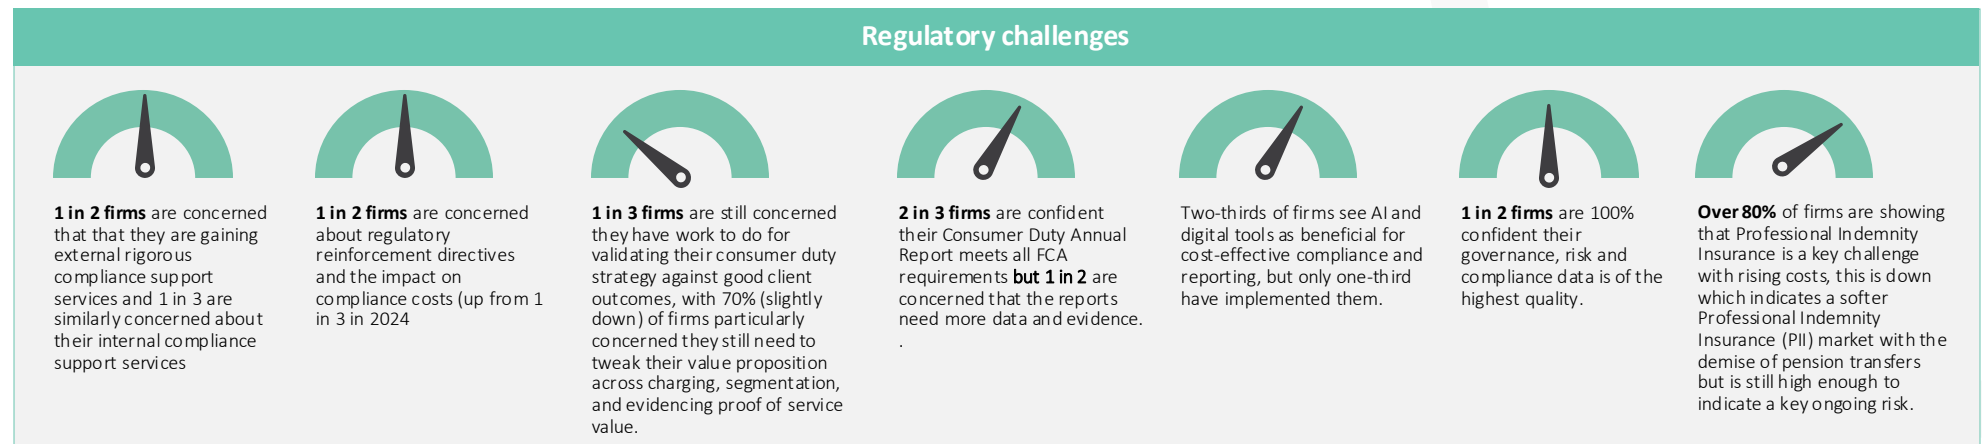 Regulatory challenges
1 in 2 firms are concerned
that that they are gaining
external rigorous
compliance support
services and 1 in 3 are
similarly concerned about
their internal compliance
support services
1 in 2 firms are concerned
about regulatory
reinforcement directives
and the impact on
compliance costs (up from 1
in 3 in 2024
1 in 3 firms are still concerned
they have work to do for
validating their consumer duty
strategy against good client
outcomes, with 70% (slightly
down) of firms particularly
concerned they still need to
tweak their value proposition
across charging, segmentation,
and evidencing proof of service
value.
2 in 3 firms are confident
their Consumer Duty Annual
Report meets all FCA
requirements but 1 in 2 are
concerned that the reports
need more data and evidence.
.
Two-thirds of firms see AI and
digital tools as beneficial for
cost-effective compliance and
reporting, but only one-third
have implemented them.
1 in 2 firms are 100%
confident their
governance, risk and
compliance data is of the
highest quality.
Over 80% of firms are showing
that Professional Indemnity
Insurance is a key challenge
with rising costs, this is down
which indicates a softer
Professional Indemnity
Insurance (PII) market with the
demise of pension transfers
but is still high enough to
indicate a key ongoing risk.